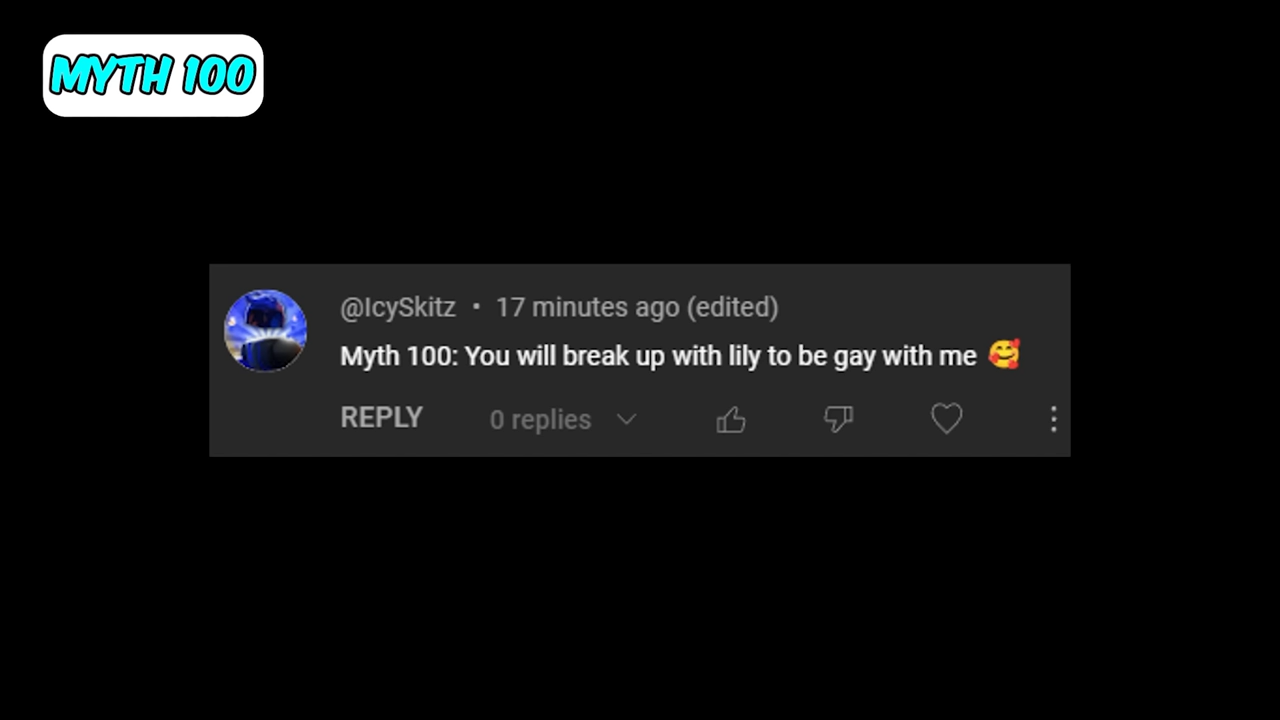 MYTH 100
@IcySkitz • 17 minutes ago (edited)
Myth 100: You will break up with lily to be gay with me 🥰
REPLY 0 replies